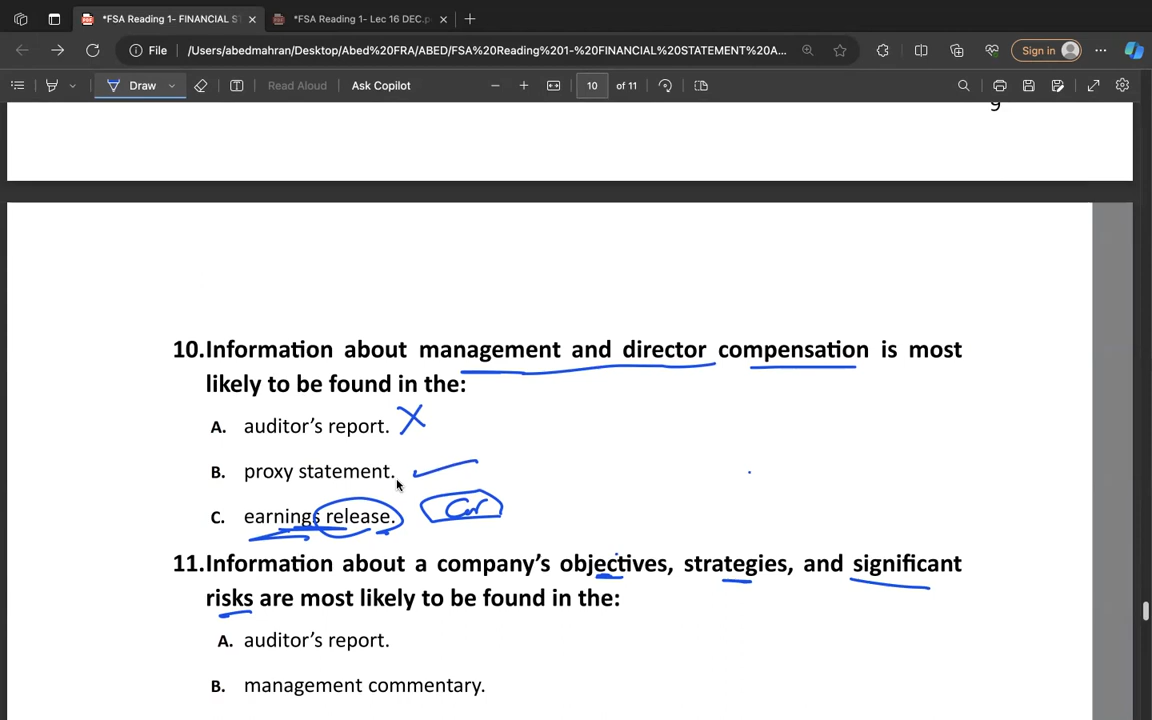 *FSA Reading 1- FINANCIAL S
*FSA Reading 1- Lec 16 DEC.p
File
/Users/abedmahran/Desktop/Abed%20FRA/ABED/FSA%20Reading%201-%20FINANCIAL%20STATEMENT%20A...
Sign in
Draw
Read Aloud
Ask Copilot
10 of 11
9
10.Information about management and director compensation is most
likely to be found in the:
A. auditor’s report.
B. proxy statement.
C. earnings release.
11.Information about a company’s objectives, strategies, and significant
risks are most likely to be found in the:
A. auditor’s report.
B. management commentary.